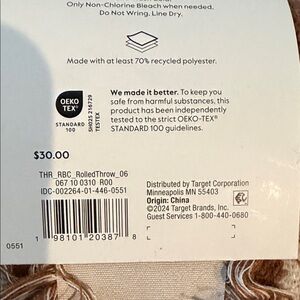 Only Non-Chlorine Bleach when needed.
Do Not Wring. Line Dry.
Made with at least 70% recycled polyester.
OEKO
TEX®
STANDARD
100
SH025 216729
TESTEX
We made it better. To keep you
safe from harmful substances, this
product has been independently
tested to the strict OEKO-TEX®
STANDARD 100 guidelines.
$30.00
THR_RBC_RolledThrow_06
067 10 0310 R00
IDC-002264-01-446-0551
1 98101 20387 8
0551
Distributed by Target Corporation
Minneapolis MN 55403
Origin: China
©2024 Target Brands, Inc.
Guest Services 1-800-440-0680